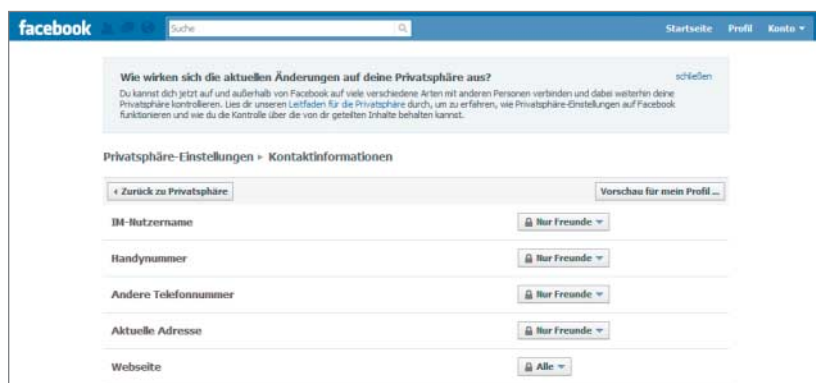 facebook Suche Startseite Profil Konto
Wie wirken sich die aktuellen Änderungen auf deine Privatsphäre aus? schließen
Du kannst dich jetzt auf und außerhalb von Facebook auf viele verschiedene Arten mit anderen Personen verbinden und dabei weiterhin deine
Privatsphäre kontrollieren. Lies dir unseren Leitfaden für die Privatsphäre durch, um zu erfahren, wie Privatsphäre-Einstellungen auf Facebook
funktionieren und wie du die Kontrolle über die von dir geteilten Inhalte behalten kannst.
Privatsphäre-Einstellungen ▸ Kontaktinformationen
‹ Zurück zu Privatsphäre Vorschau für mein Profil ...
IM-Nutzername Nur Freunde
Handynummer Nur Freunde
Andere Telefonnummer Nur Freunde
Aktuelle Adresse Nur Freunde
Webseite Alle